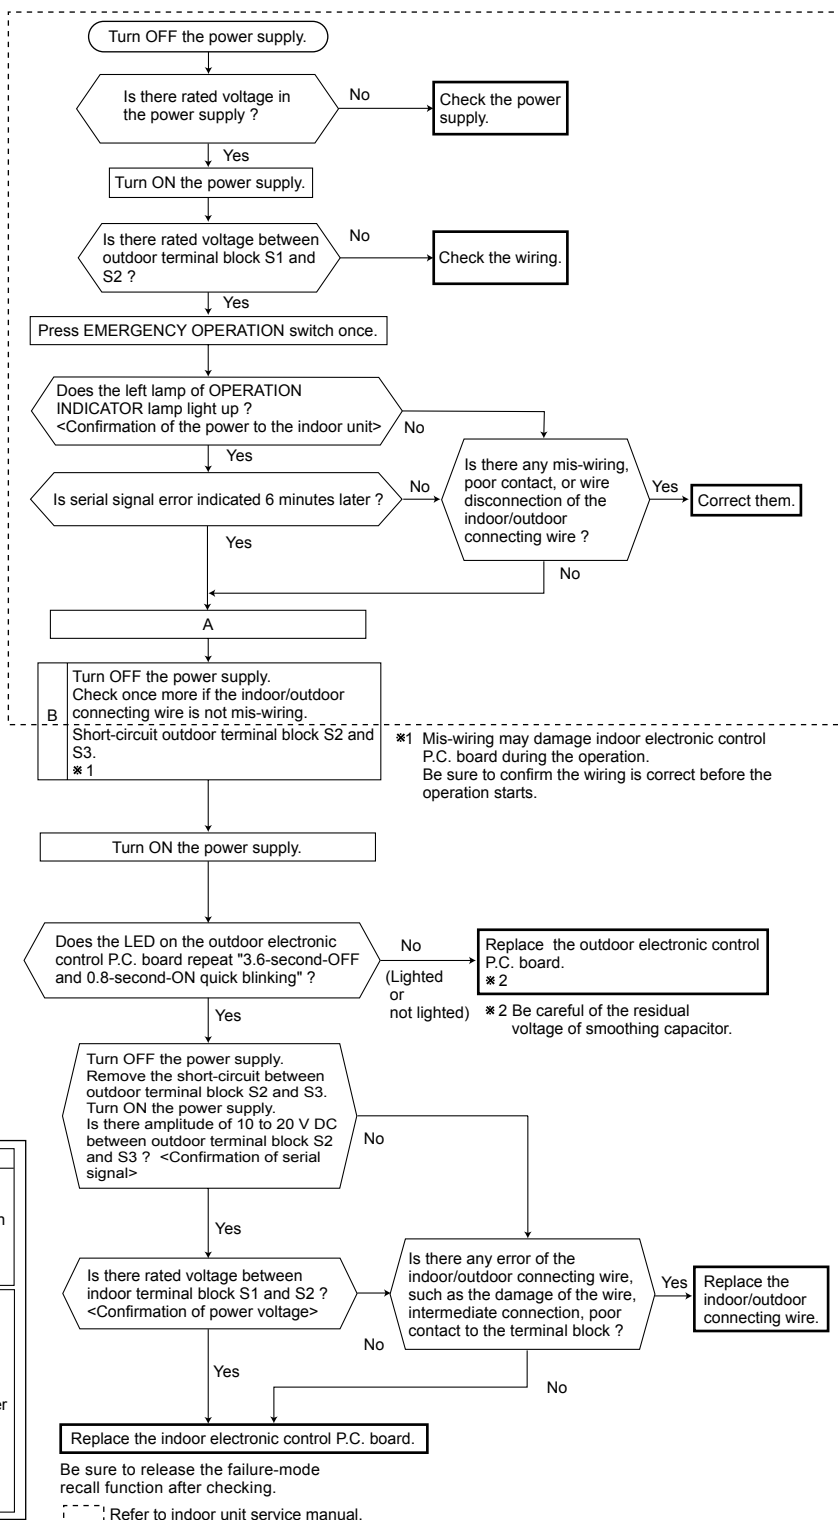 Turn OFF the power supply.
Is there rated voltage in
the power supply ?
No
Check the power
supply.
Yes
Turn ON the power supply.
Is there rated voltage between
outdoor terminal block S1 and
S2 ?
No
Check the wiring.
Yes
Press EMERGENCY OPERATION switch once.
Does the left lamp of OPERATION
INDICATOR lamp light up ?
<Confirmation of the power to the indoor unit>
No
Yes
Is serial signal error indicated 6 minutes later ?
No
Is there any mis-wiring,
poor contact, or wire
disconnection of the
indoor/outdoor
connecting wire ?
Yes
Correct them.
Yes
No
A
B
Turn OFF the power supply.
Check once more if the indoor/outdoor
connecting wire is not mis-wiring.
Short-circuit outdoor terminal block S2 and
S3.
※ 1
※1 Mis-wiring may damage indoor electronic control
P.C. board during the operation.
Be sure to confirm the wiring is correct before the
operation starts.
Turn ON the power supply.
Does the LED on the outdoor electronic
control P.C. board repeat "3.6-second-OFF
and 0.8-second-ON quick blinking" ?
No
(Lighted
or
not lighted)
Replace the outdoor electronic control
P.C. board.
※ 2
※ 2 Be careful of the residual
voltage of smoothing capacitor.
Yes
Turn OFF the power supply.
Remove the short-circuit between
outdoor terminal block S2 and S3.
Turn ON the power supply.
Is there amplitude of 10 to 20 V DC
between outdoor terminal block S2
and S3 ? <Confirmation of serial
signal>
No
Yes
Is there rated voltage between
indoor terminal block S1 and S2 ?
<Confirmation of power voltage>
No
Is there any error of the
indoor/outdoor connecting wire,
such as the damage of the wire,
intermediate connection, poor
contact to the terminal block ?
Yes
Replace the
indoor/outdoor
connecting wire.
Yes
No
Replace the indoor electronic control P.C. board.
Be sure to release the failure-mode
recall function after checking.
Refer to indoor unit service manual.